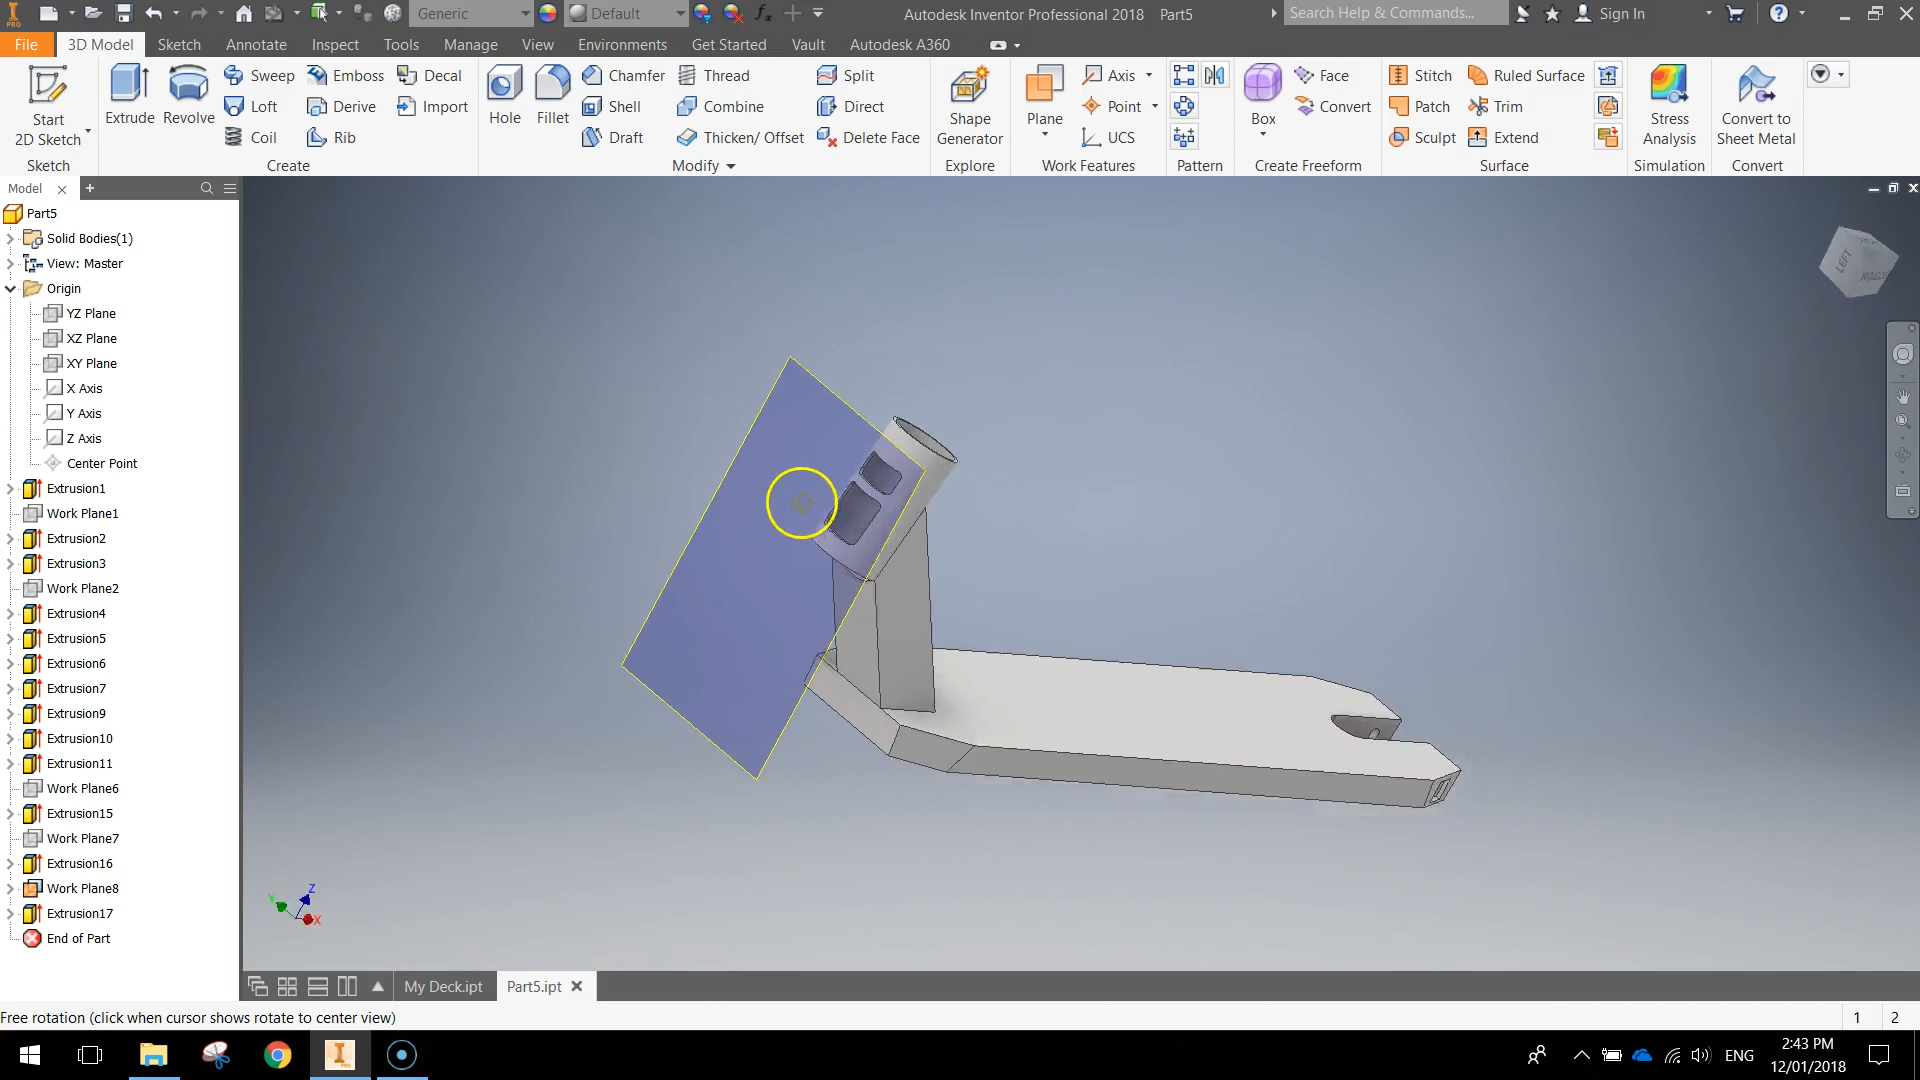 PRO
Generic
Default
Autodesk Inventor Professional 2018 Part5
Search Help & Commands...
Sign In
File
3D Model
Sketch
Annotate
Inspect
Tools
Manage
View
Environments
Get Started
Vault
Autodesk A360
Start
2D Sketch
Extrude
Revolve
Sweep
Loft
Coil
Emboss
Derive
Rib
Decal
Import
Hole
Fillet
Chamfer
Shell
Draft
Thread
Combine
Thicken/ Offset
Split
Direct
Delete Face
Shape
Generator
Plane
Axis
Point
UCS
Box
Face
Convert
Stitch
Patch
Sculpt
Ruled Surface
Trim
Extend
Stress
Analysis
Convert to
Sheet Metal
Sketch
Create
Modify
Explore
Work Features
Pattern
Create Freeform
Surface
Simulation
Convert
Model
Part5
Solid Bodies(1)
View: Master
Origin
YZ Plane
XZ Plane
XY Plane
X Axis
Y Axis
Z Axis
Center Point
Extrusion1
Work Plane1
Extrusion2
Extrusion3
Work Plane2
Extrusion4
Extrusion5
Extrusion6
Extrusion7
Extrusion9
Extrusion10
Extrusion11
Work Plane6
Extrusion15
Work Plane7
Extrusion16
Work Plane8
Extrusion17
End of Part
LEFT
BOTTOM
Z
Y
X
My Deck.ipt
Part5.ipt
Free rotation (click when cursor shows rotate to center view)
1
2
ENG
2:43 PM
12/01/2018